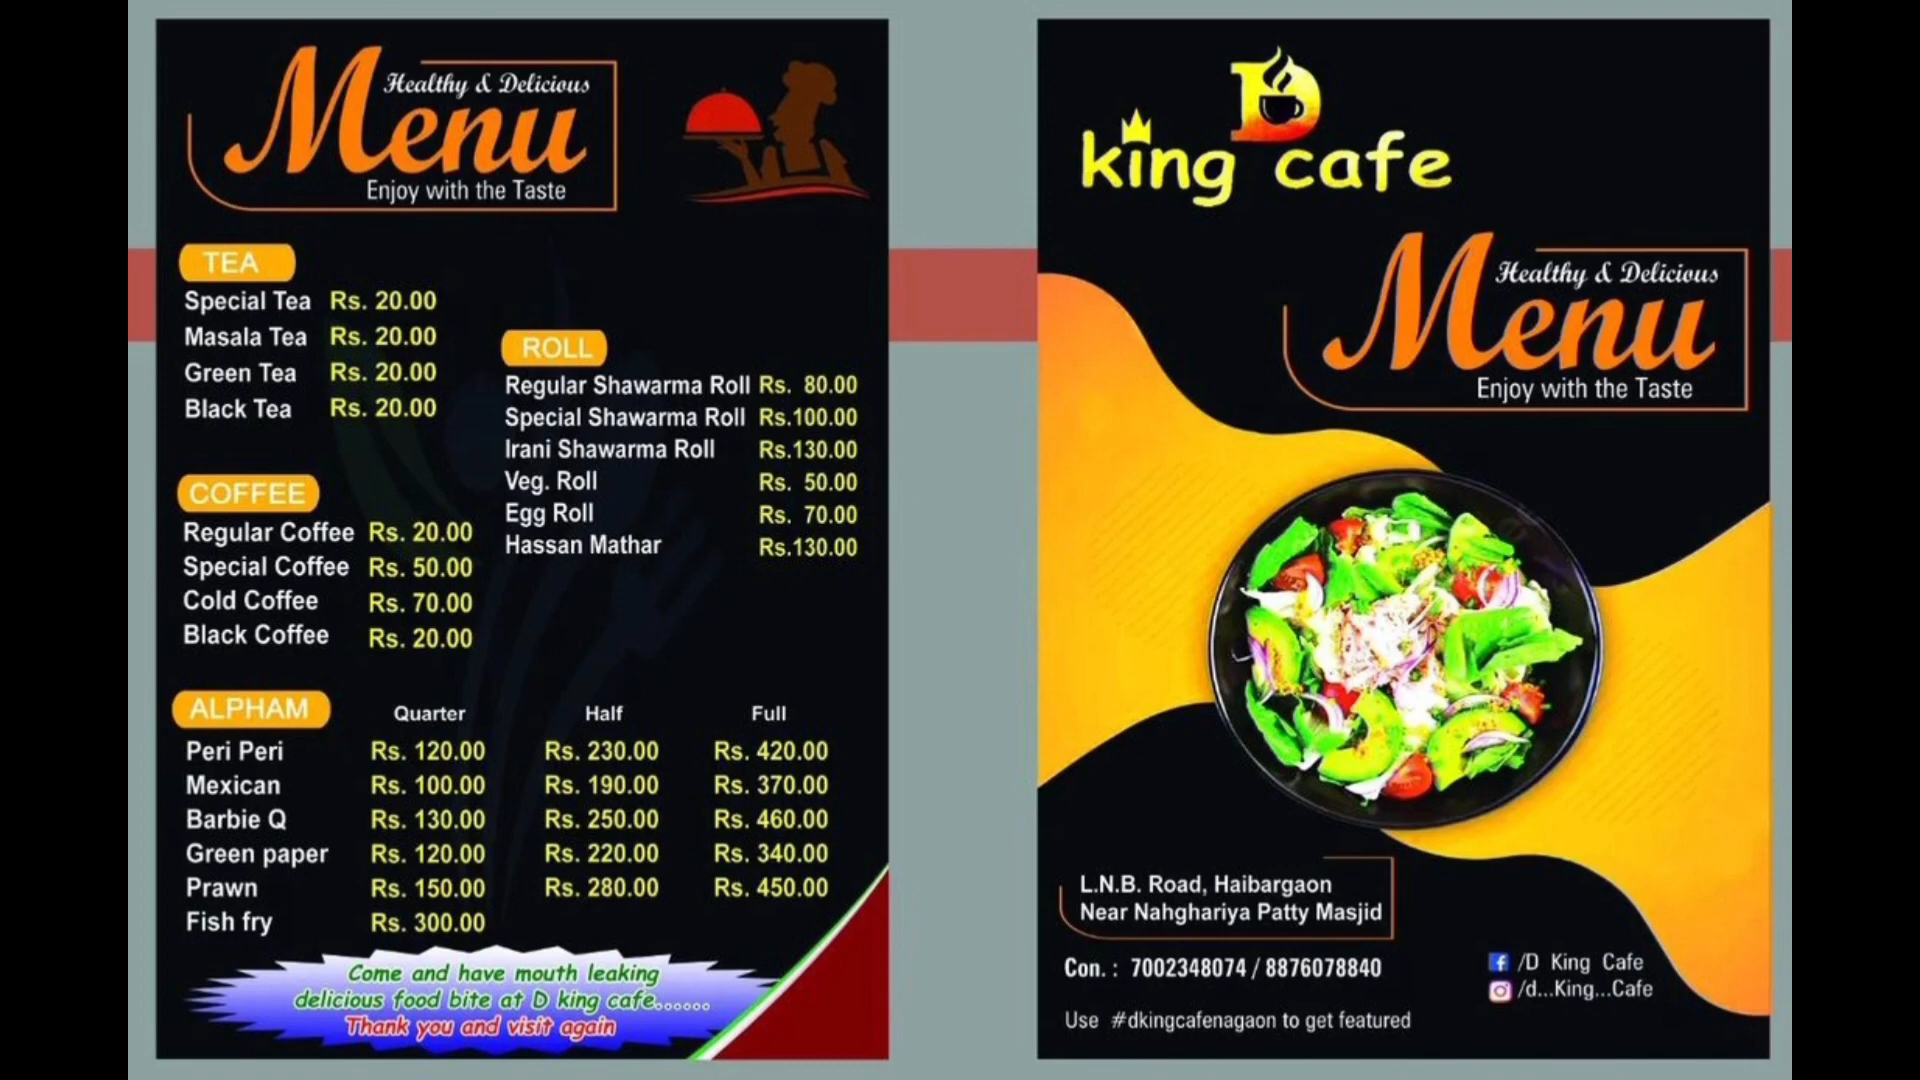 Healthy & Delicious
Menu
Enjoy with the Taste
TEA
Special Tea Rs. 20.00
Masala Tea Rs. 20.00
Green Tea Rs. 20.00
Black Tea Rs. 20.00
COFFEE
Regular Coffee Rs. 20.00
Special Coffee Rs. 50.00
Cold Coffee Rs. 70.00
Black Coffee Rs. 20.00
ROLL
Regular Shawarma Roll Rs. 80.00
Special Shawarma Roll Rs.100.00
Irani Shawarma Roll Rs.130.00
Veg. Roll Rs. 50.00
Egg Roll Rs. 70.00
Hassan Mathar Rs.130.00
ALPHAM Quarter Half Full
Peri Peri Rs. 120.00 Rs. 230.00 Rs. 420.00
Mexican Rs. 100.00 Rs. 190.00 Rs. 370.00
Barbie Q Rs. 130.00 Rs. 250.00 Rs. 460.00
Green paper Rs. 120.00 Rs. 220.00 Rs. 340.00
Prawn Rs. 150.00 Rs. 280.00 Rs. 450.00
Fish fry Rs. 300.00
Come and have mouth leaking
delicious food bite at D king cafe......
Thank you and visit again
D
king cafe
Healthy & Delicious
Menu
Enjoy with the Taste
L.N.B. Road, Haibargaon
Near Nahghariya Patty Masjid
Con. : 7002348074 / 8876078840
/D King Cafe
/d...King...Cafe
Use #dkingcafenagaon to get featured